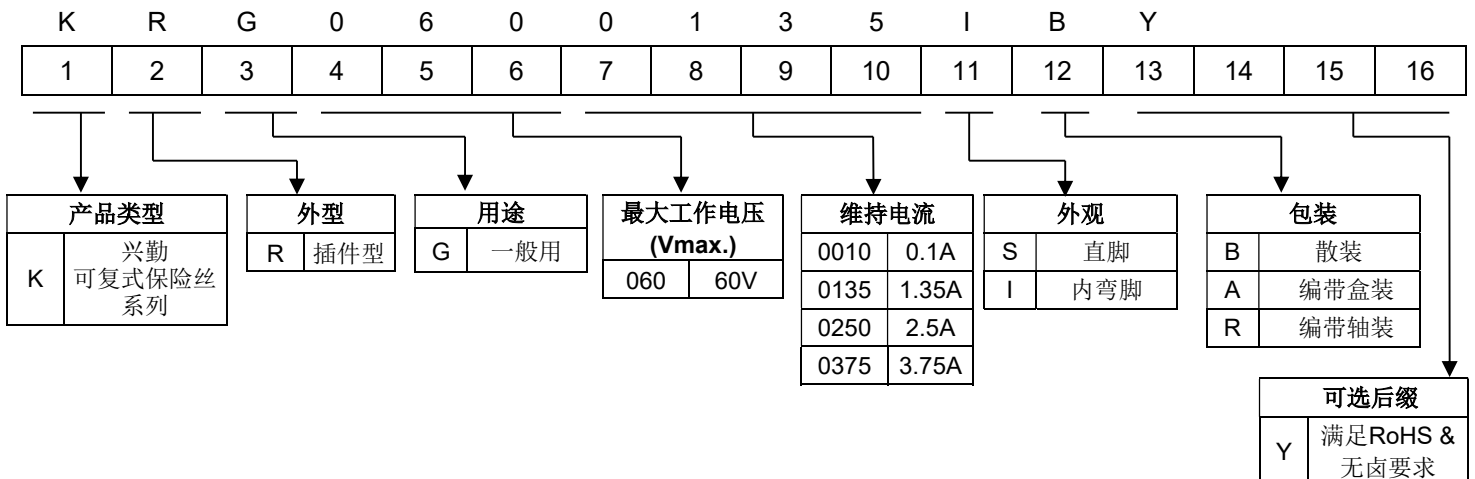 K R G 0 6 0 0 1 3 5 I B Y
1 2 3 4 5 6 7 8 9 10 11 12 13 14 15 16
产品类型
K 兴勤
可复式保险丝
系列
外型
R 插件型
用途
G 一般用
最大工作电压
(Vmax.)
060 60V
维持电流
0010 0.1A
0135 1.35A
0250 2.5A
0375 3.75A
外观
S 直脚
I 内弯脚
包装
B 散装
A 编带盒装
R 编带轴装
可选后缀
Y 满足RoHS &
无卤要求